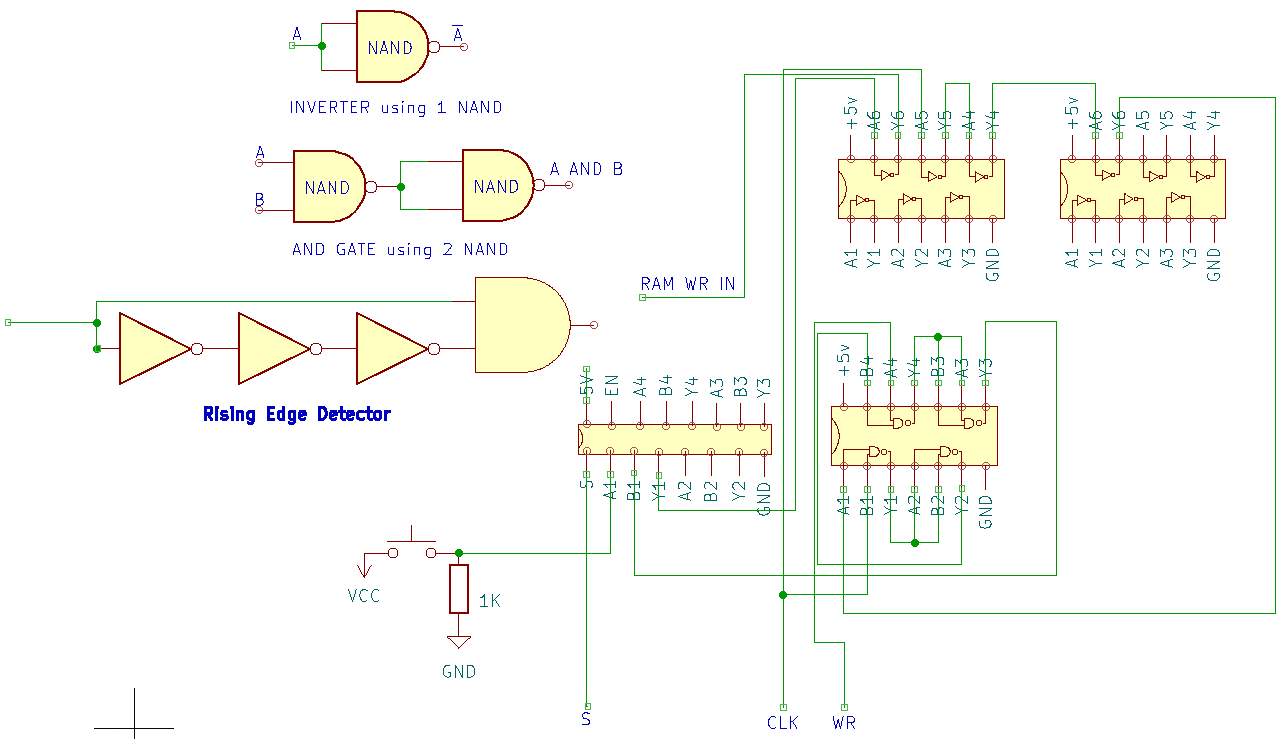 A
NAND
A
INVERTER using 1 NAND
A
B
NAND
NAND
A AND B
AND GATE using 2 NAND
Rising Edge Detector
+5v A6 Y6 A5 Y5 A4 Y4
A1 Y1 A2 Y2 A3 Y3 GND
+5v A6 Y6 A5 Y5 A4 Y4
A1 Y1 A2 Y2 A3 Y3 GND
RAM WR IN
5V EN A4 B4 Y4 A3 B3 Y3
S A1 B1 Y1 A2 B2 Y2 GND
+5v B4 A4 Y4 B3 A3 Y3
A1 B1 Y1 A2 B2 Y2 GND
VCC
1K
GND
S
CLK
WR